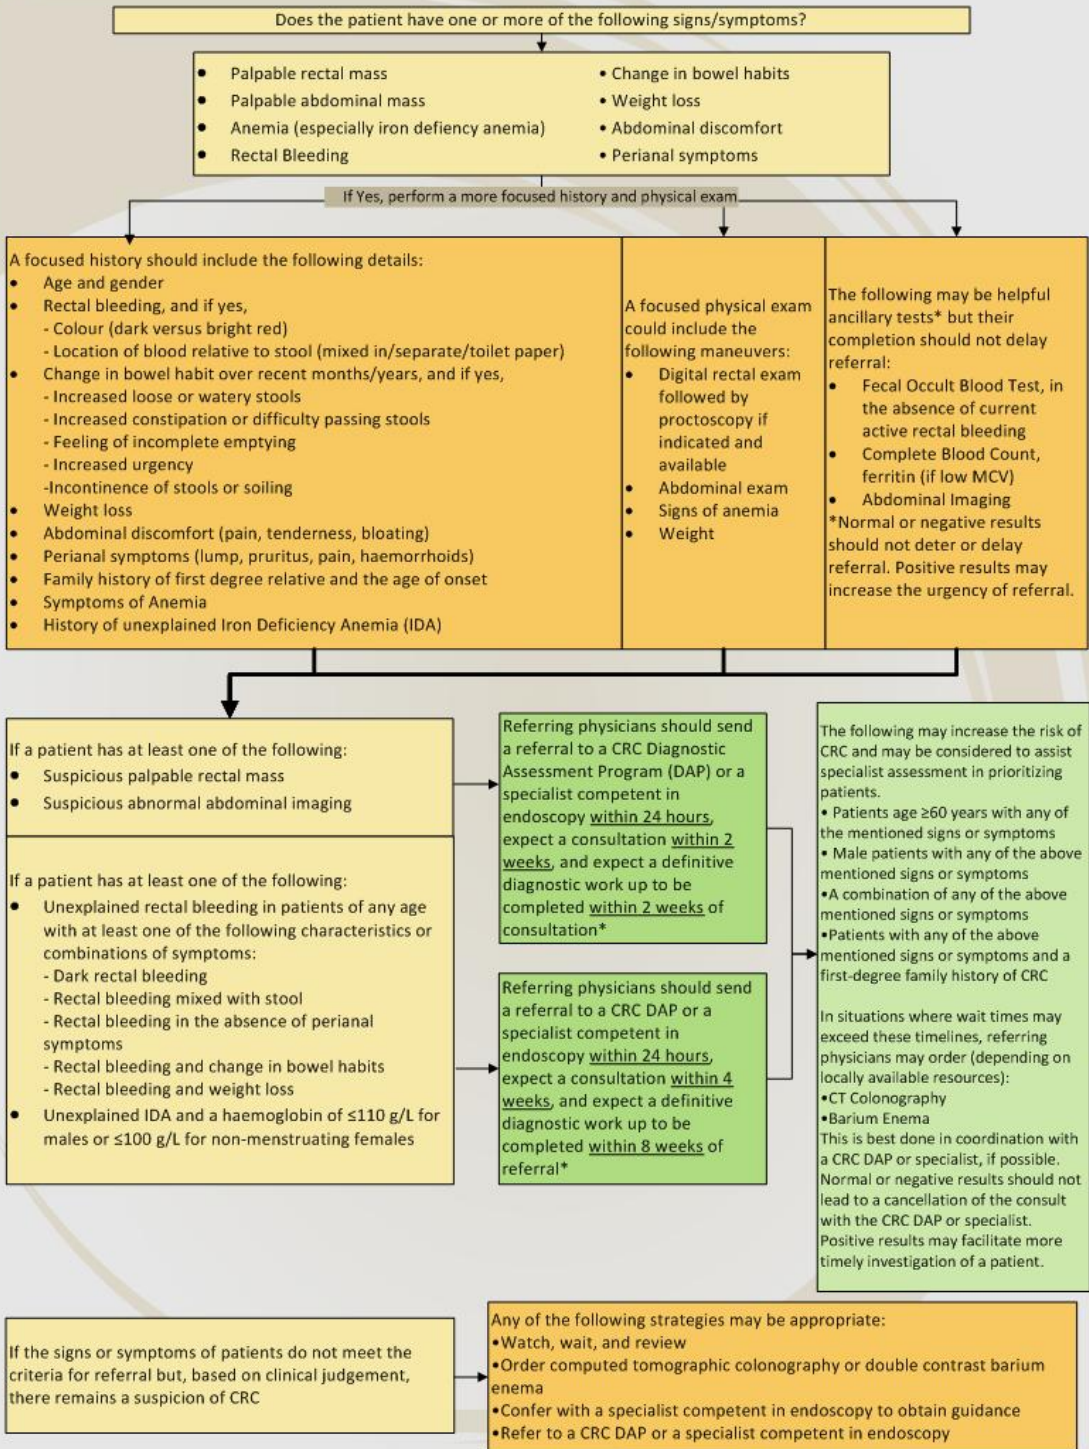 Does the patient have one or more of the following signs/symptoms?
● Palpable rectal mass
● Palpable abdominal mass
● Anemia (especially iron defiency anemia)
● Rectal Bleeding
• Change in bowel habits
• Weight loss
• Abdominal discomfort
• Perianal symptoms
If Yes, perform a more focused history and physical exam
A focused history should include the following details:
● Age and gender
● Rectal bleeding, and if yes,
- Colour (dark versus bright red)
- Location of blood relative to stool (mixed in/separate/toilet paper)
● Change in bowel habit over recent months/years, and if yes,
- Increased loose or watery stools
- Increased constipation or difficulty passing stools
- Feeling of incomplete emptying
- Increased urgency
-Incontinence of stools or soiling
● Weight loss
● Abdominal discomfort (pain, tenderness, bloating)
● Perianal symptoms (lump, pruritus, pain, haemorrhoids)
● Family history of first degree relative and the age of onset
● Symptoms of Anemia
● History of unexplained Iron Deficiency Anemia (IDA)
A focused physical exam
could include the
following maneuvers:
● Digital rectal exam
followed by
proctoscopy if
indicated and
available
● Abdominal exam
● Signs of anemia
● Weight
The following may be helpful
ancillary tests* but their
completion should not delay
referral:
● Fecal Occult Blood Test, in
the absence of current
active rectal bleeding
● Complete Blood Count,
ferritin (if low MCV)
● Abdominal Imaging
*Normal or negative results
should not deter or delay
referral. Positive results may
increase the urgency of referral.
If a patient has at least one of the following:
● Suspicious palpable rectal mass
● Suspicious abnormal abdominal imaging
Referring physicians should send
a referral to a CRC Diagnostic
Assessment Program (DAP) or a
specialist competent in
endoscopy within 24 hours,
expect a consultation within 2
weeks, and expect a definitive
diagnostic work up to be
completed within 2 weeks of
consultation*
If a patient has at least one of the following:
● Unexplained rectal bleeding in patients of any age
with at least one of the following characteristics or
combinations of symptoms:
- Dark rectal bleeding
- Rectal bleeding mixed with stool
- Rectal bleeding in the absence of perianal
symptoms
- Rectal bleeding and change in bowel habits
- Rectal bleeding and weight loss
● Unexplained IDA and a haemoglobin of ≤110 g/L for
males or ≤100 g/L for non-menstruating females
Referring physicians should send
a referral to a CRC DAP or a
specialist competent in
endoscopy within 24 hours,
expect a consultation within 4
weeks, and expect a definitive
diagnostic work up to be
completed within 8 weeks of
referral*
The following may increase the risk of
CRC and may be considered to assist
specialist assessment in prioritizing
patients.
• Patients age ≥60 years with any of
the mentioned signs or symptoms
• Male patients with any of the above
mentioned signs or symptoms
•A combination of any of the above
mentioned signs or symptoms
•Patients with any of the above
mentioned signs or symptoms and a
first-degree family history of CRC
In situations where wait times may
exceed these timelines, referring
physicians may order (depending on
locally available resources):
•CT Colonography
•Barium Enema
This is best done in coordination with
a CRC DAP or specialist, if possible.
Normal or negative results should not
lead to a cancellation of the consult
with the CRC DAP or specialist.
Positive results may facilitate more
timely investigation of a patient.
If the signs or symptoms of patients do not meet the
criteria for referral but, based on clinical judgement,
there remains a suspicion of CRC
Any of the following strategies may be appropriate:
•Watch, wait, and review
•Order computed tomographic colonography or double contrast barium
enema
•Confer with a specialist competent in endoscopy to obtain guidance
•Refer to a CRC DAP or a specialist competent in endoscopy